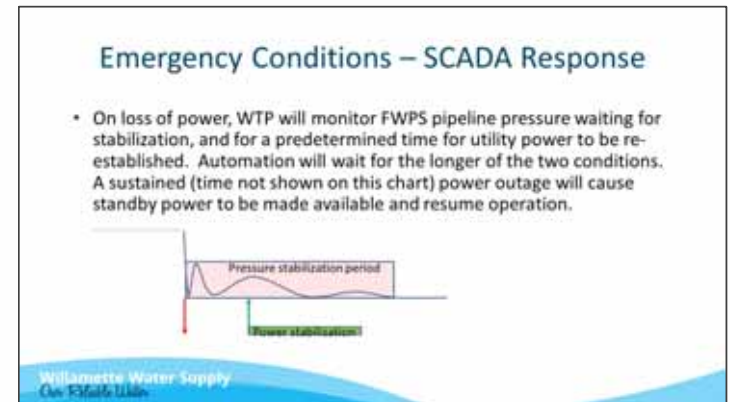 Emergency Conditions – SCADA Response
• On loss of power, WTP will monitor FWPS pipeline pressure waiting for
stabilization, and for a predetermined time for utility power to be re-
established. Automation will wait for the longer of the two conditions.
A sustained (time not shown on this chart) power outage will cause
standby power to be made available and resume operation.
Pressure stabilization period
Power stabilization
Willamette Water Supply
Our Reliable Water